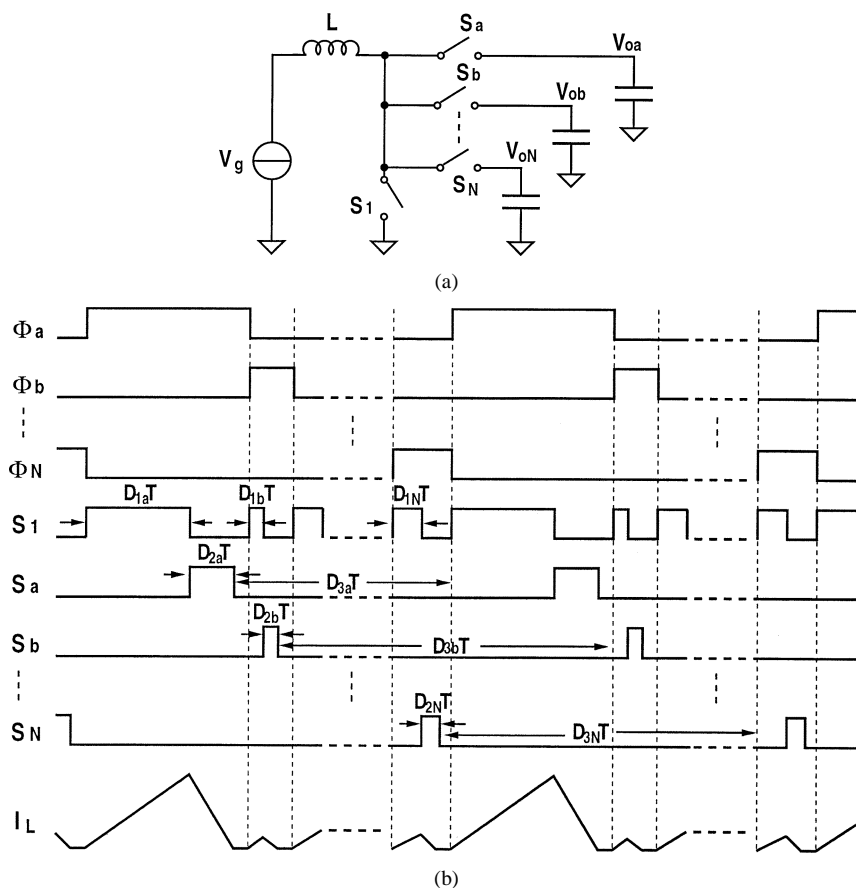 L
Sa
Voa
Sb
Vob
Vg
VoN
SN
S1
(a)
Φa
Φb
ΦN
D1aT
D1bT
D1NT
S1
D2aT
D3aT
Sa
D2bT
Sb
D3bT
D2NT
SN
D3NT
IL
(b)